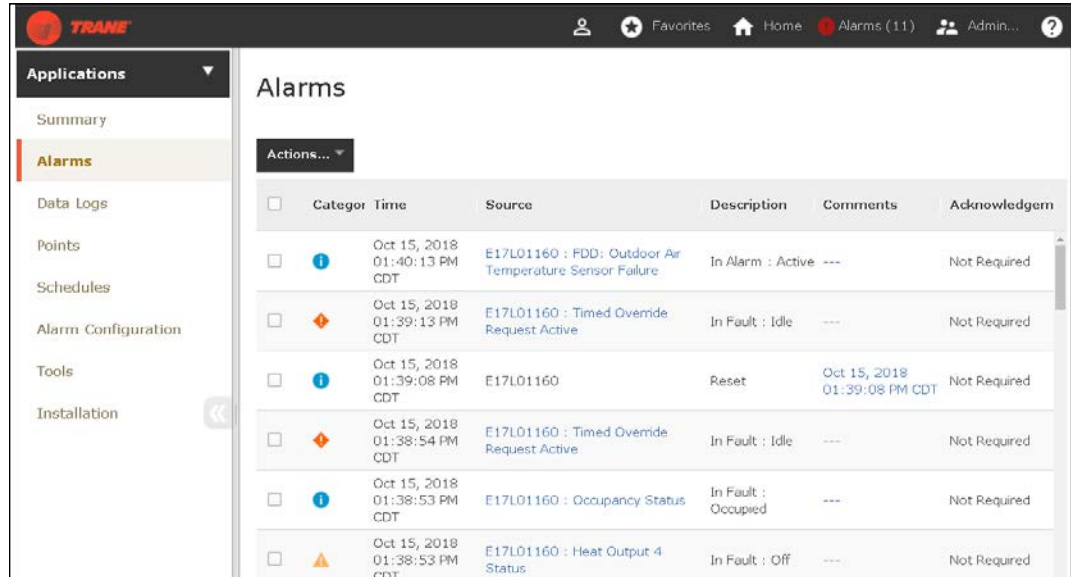 TRANE
Favorites
Home
Alarms (11)
Admin...
Applications
Summary
Alarms
Data Logs
Points
Schedules
Alarm Configuration
Tools
Installation
Alarms
Actions...
Categor Time Source Description Comments Acknowledgem
Oct 15, 2018
01:40:13 PM
CDT
E17L01160 : FDD: Outdoor Air
Temperature Sensor Failure
In Alarm : Active
---
Not Required
Oct 15, 2018
01:39:13 PM
CDT
E17L01160 : Timed Override
Request Active
In Fault : Idle
---
Not Required
Oct 15, 2018
01:39:08 PM
CDT
E17L01160
Reset
Oct 15, 2018
01:39:08 PM CDT
Not Required
Oct 15, 2018
01:38:54 PM
CDT
E17L01160 : Timed Override
Request Active
In Fault : Idle
---
Not Required
Oct 15, 2018
01:38:53 PM
CDT
E17L01160 : Occupancy Status
In Fault :
Occupied
---
Not Required
Oct 15, 2018
01:38:53 PM
CDT
E17L01160 : Heat Output 4
Status
In Fault : Off
---
Not Required